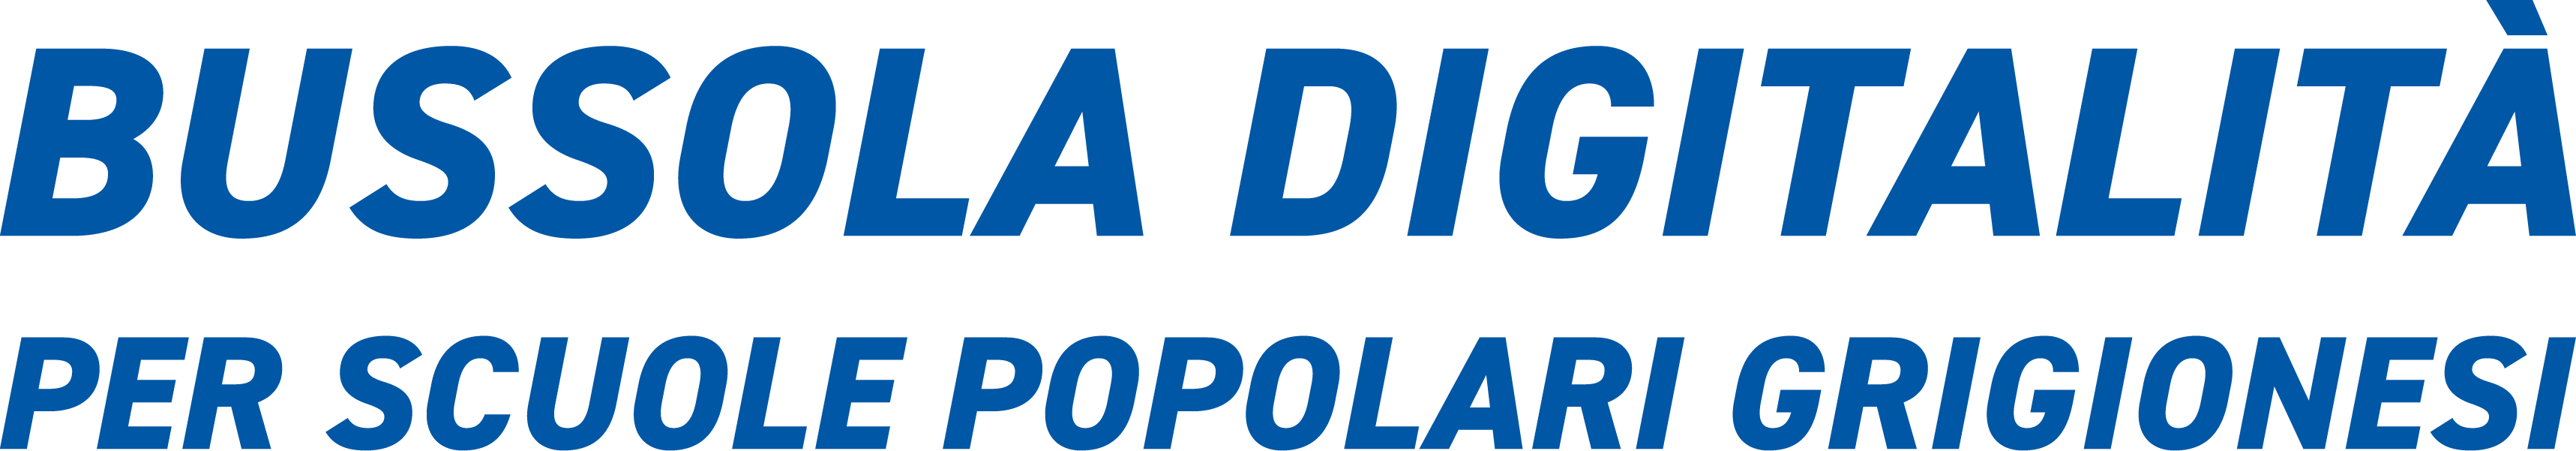 BUSSOLA DIGITALITÀ
PER SCUOLE POPOLARI GRIGIONESI